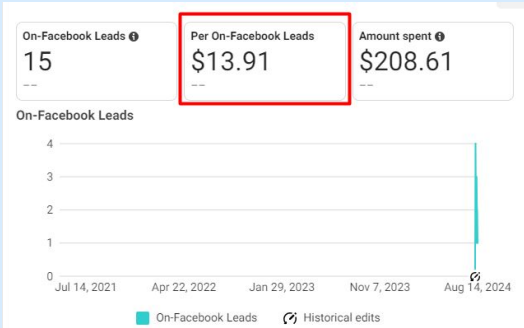 On-Facebook Leads
Per On-Facebook Leads
Amount spent
15
$13.91
$208.61
--
--
--
On-Facebook Leads
4
3
2
1
0
Jul 14, 2021
Apr 22, 2022
Jan 29, 2023
Nov 7, 2023
Aug 14, 2024
On-Facebook Leads
Historical edits